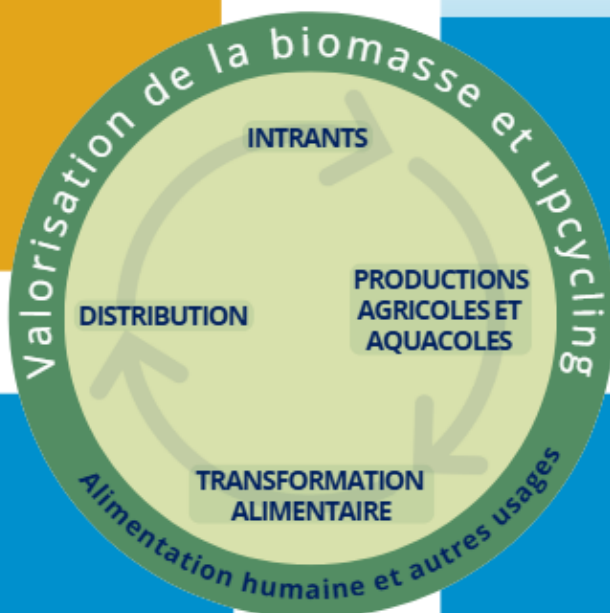 Valorisation de la biomasse et upcycling
INTRANTS
PRODUCTIONS
AGRICOLES ET
AQUACOLES
DISTRIBUTION
TRANSFORMATION
ALIMENTAIRE
Alimentation humaine et autres usages